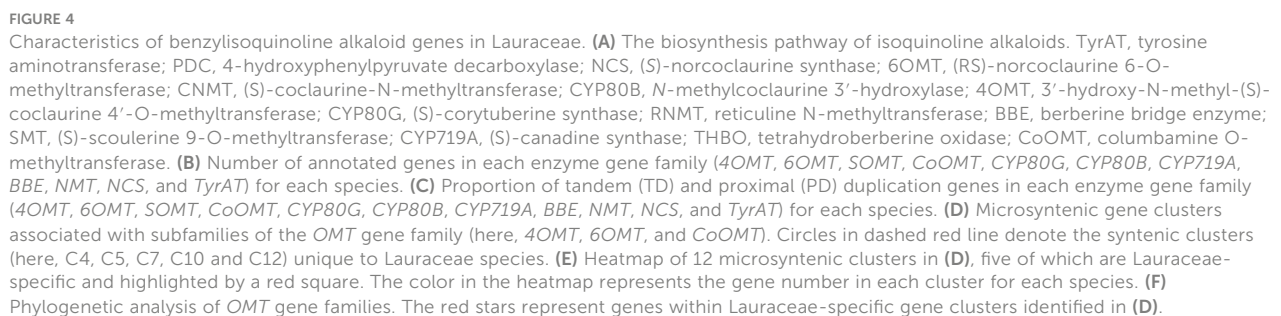 FIGURE 4
Characteristics of benzylisoquinoline alkaloid genes in Lauraceae. (A) The biosynthesis pathway of isoquinoline alkaloids. TyrAT, tyrosine
aminotransferase; PDC, 4-hydroxyphenylpyruvate decarboxylase; NCS, (S)-norcoclaurine synthase; 6OMT, (RS)-norcoclaurine 6-O-
methyltransferase; CNMT, (S)-coclaurine-N-methyltransferase; CYP80B, N-methylcoclaurine 3′-hydroxylase; 4OMT, 3′-hydroxy-N-methyl-(S)-
coclaurine 4′-O-methyltransferase; CYP80G, (S)-corytuberine synthase; RNMT, reticuline N-methyltransferase; BBE, berberine bridge enzyme;
SMT, (S)-scoulerine 9-O-methyltransferase; CYP719A, (S)-canadine synthase; THBO, tetrahydroberberine oxidase; CoOMT, columbamine O-
methyltransferase. (B) Number of annotated genes in each enzyme gene family (4OMT, 6OMT, SOMT, CoOMT, CYP80G, CYP80B, CYP719A,
BBE, NMT, NCS, and TyrAT) for each species. (C) Proportion of tandem (TD) and proximal (PD) duplication genes in each enzyme gene family
(4OMT, 6OMT, SOMT, CoOMT, CYP80G, CYP80B, CYP719A, BBE, NMT, NCS, and TyrAT) for each species. (D) Microsyntenic gene clusters
associated with subfamilies of the OMT gene family (here, 4OMT, 6OMT, and CoOMT). Circles in dashed red line denote the syntenic clusters
(here, C4, C5, C7, C10 and C12) unique to Lauraceae species. (E) Heatmap of 12 microsyntenic clusters in (D), five of which are Lauraceae-
specific and highlighted by a red square. The color in the heatmap represents the gene number in each cluster for each species. (F)
Phylogenetic analysis of OMT gene families. The red stars represent genes within Lauraceae-specific gene clusters identified in (D).